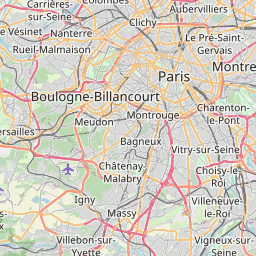 Carrières-
sur-Seine
Colombes
Clichy
Le Vésinet
Nanterre
Le Pré-Saint-
Gervais
Rueil-Malmaison
Paris
Montre
Boulogne-Billancourt
Charenton-
le-Pont
Montrouge
Meudon
ersailles
Bagneux
Vitry-sur-Seine
Châtenay-
Malabry
Choisy-le-
Roi
Igny
Villeneuve-
le-Roi
Massy
Villebon-sur-
Yvette
Vigneux-sur-
Seine